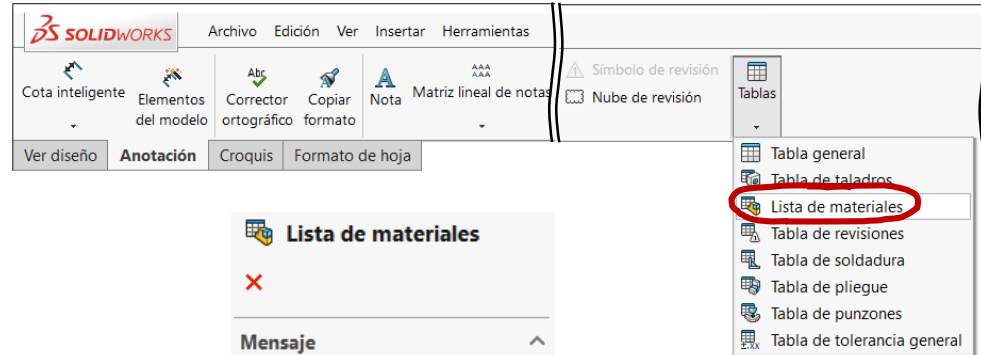 SOLIDWORKS Archivo Edición Ver Insertar Herramientas
Cota inteligente
Elementos
del modelo
Abc
Corrector
ortográfico
Copiar
formato
A
Nota
AAA
AAA
Matriz lineal de notas
Símbolo de revisión
Nube de revisión
Tablas
Ver diseño Anotación Croquis Formato de hoja
Tabla general
Tabla de taladros
Lista de materiales
Tabla de revisiones
Tabla de soldadura
Tabla de pliegue
Tabla de punzones
Tabla de tolerancia general
Lista de materiales
Mensaje